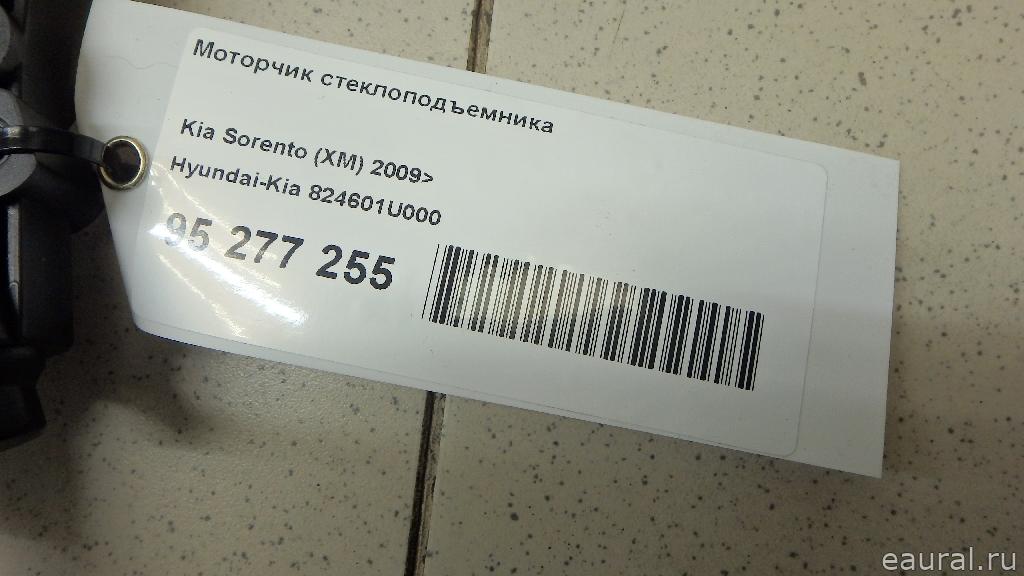 Моторчик стеклоподъемника
Kia Sorento (XM) 2009>
Hyundai-Kia 824601U000
95 277 255
eaural.ru